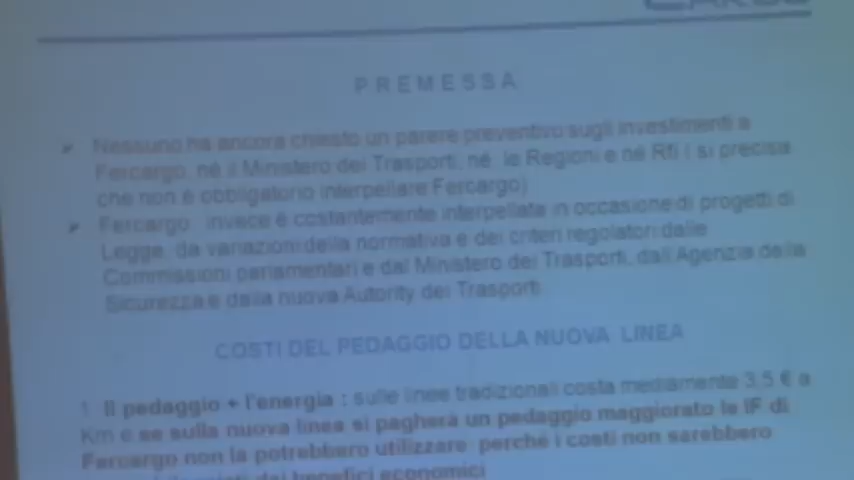 PREMESSA
➤ Nessuno ha ancora chiesto un parere preventivo sugli investimenti a
Fercargo, né il Ministero dei Trasporti, né le Regioni e né Rfi ( si precisa
che non è obbligatorio interpellare Fercargo)
➤ Fercargo invece è costantemente interpellata in occasione di progetti di
Legge, da variazioni della normativa e dei criteri regolatori dalle
Commissioni parlamentari e dal Ministero dei Trasporti, dall'Agenzia della
Sicurezza e dalla nuova Autority dei Trasporti
COSTI DEL PEDAGGIO DELLA NUOVA LINEA
1. Il pedaggio + l'energia : sulle linee tradizionali costa mediamente 3,5 € a
Km e se sulla nuova linea si pagherà un pedaggio maggiorato le IF di
Fercargo non la potrebbero utilizzare perché i costi non sarebbero
dai benefici economici